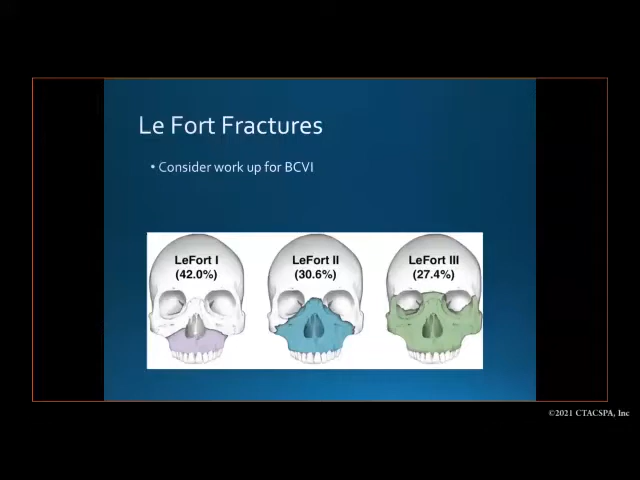 Le Fort Fractures
• Consider work up for BCVI
LeFort I
(42.0%)
LeFort II
(30.6%)
LeFort III
(27.4%)
©2021 CTACSPA, Inc